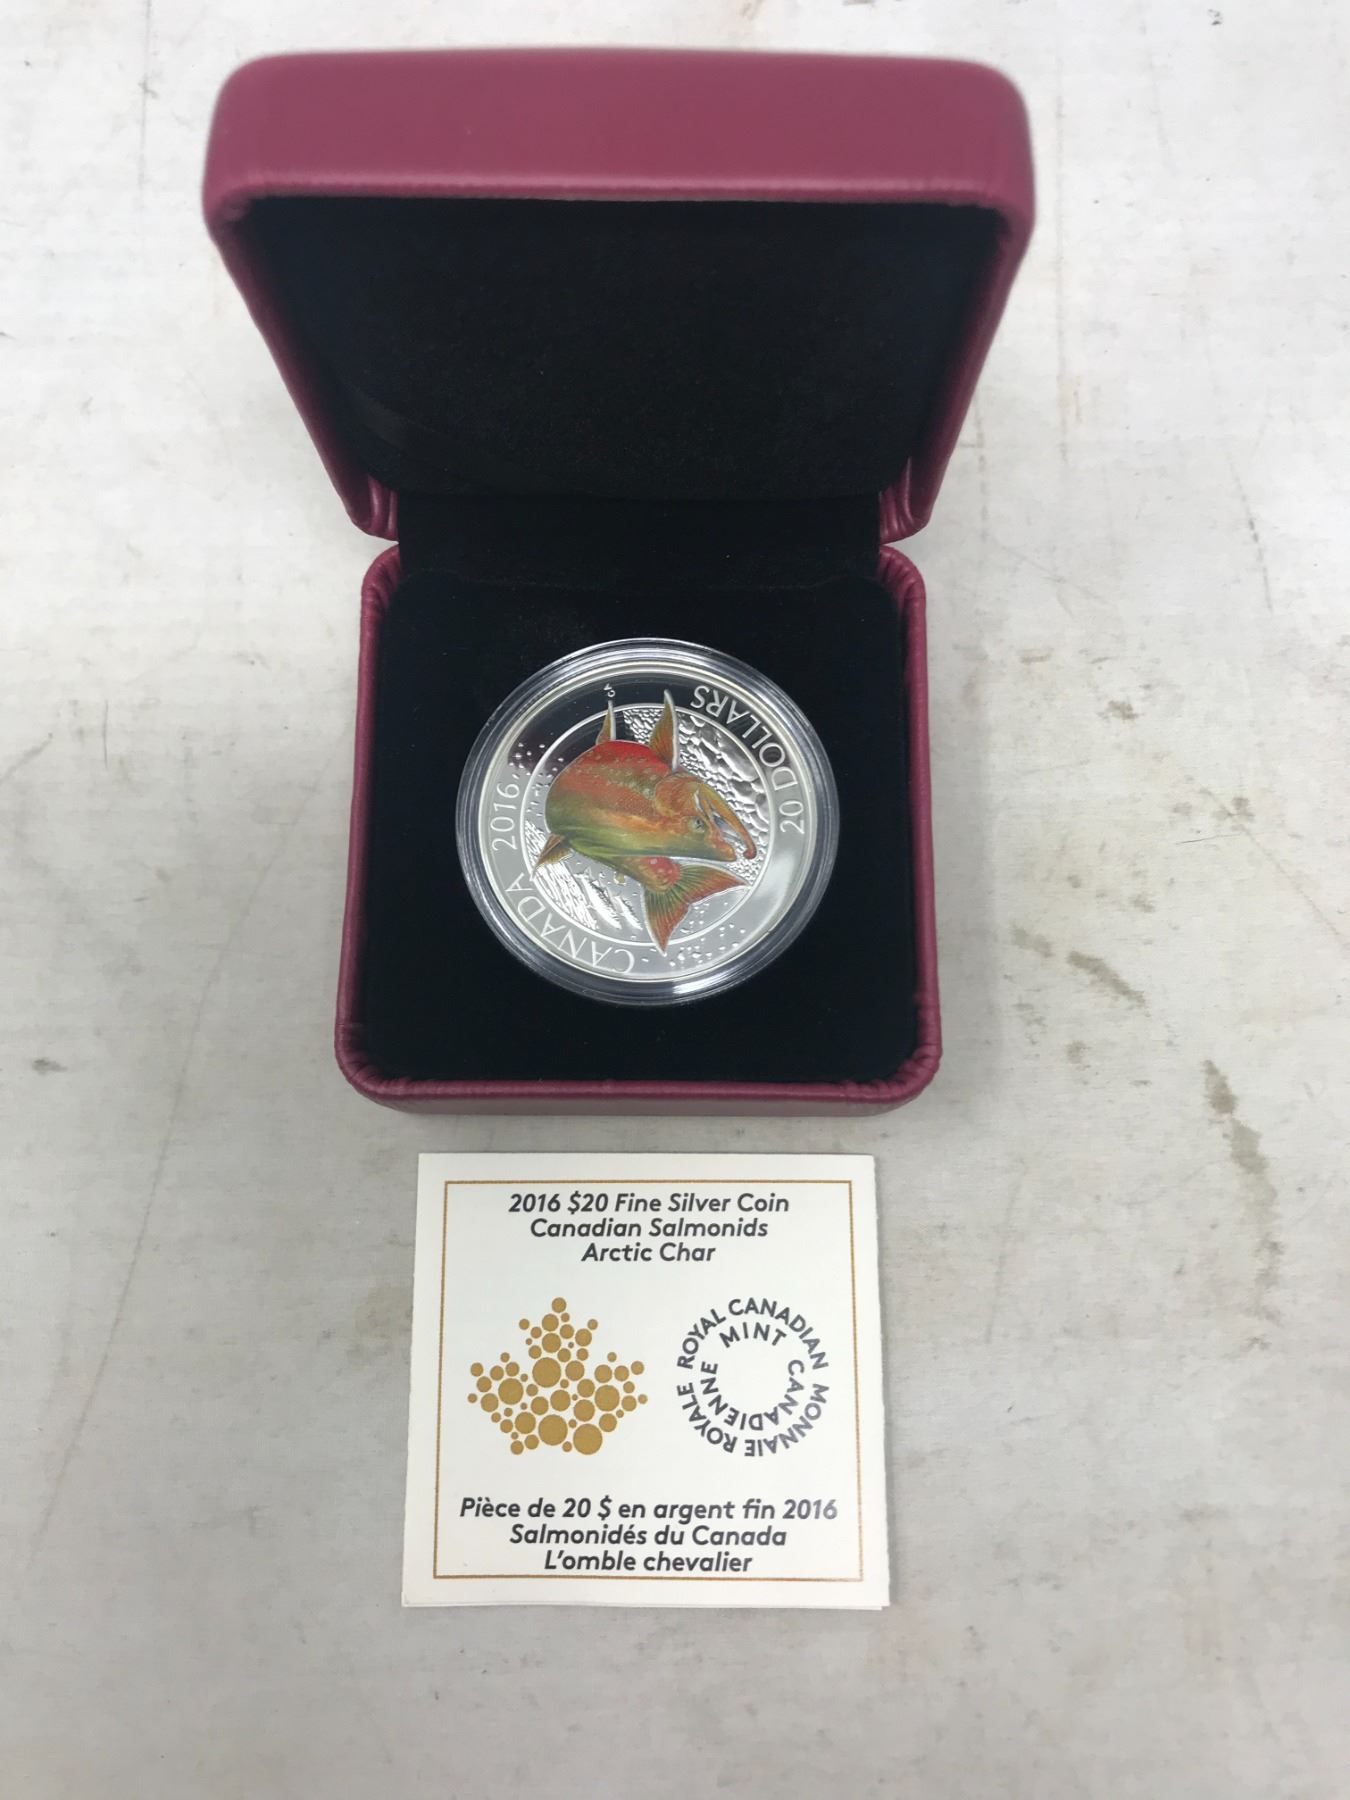 CANADA 2016
20 DOLLARS
2016 $20 Fine Silver Coin
Canadian Salmonids
Arctic Char
ROYAL CANADIAN MINT
MONNAIE ROYALE CANADIENNE
Pièce de 20 $ en argent fin 2016
Salmonidés du Canada
L'omble chevalier